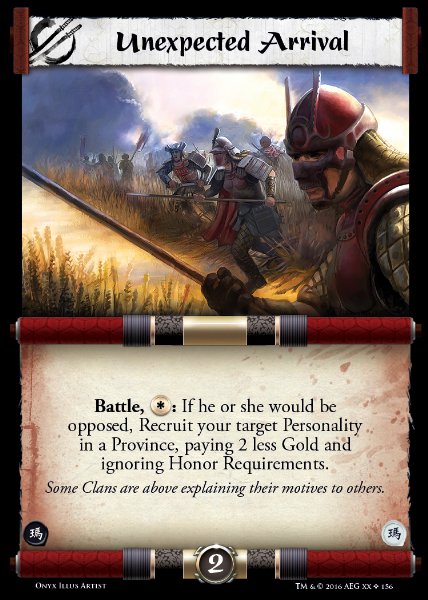 Unexpected Arrival
Battle, *: If he or she would be
opposed, Recruit your target Personality
in a Province, paying 2 less Gold and
ignoring Honor Requirements.
Some Clans are above explaining their motives to others.
瑪
瑪
2
Onyx Illus Artist
TM & © 2016 AEG XX ❖ 156